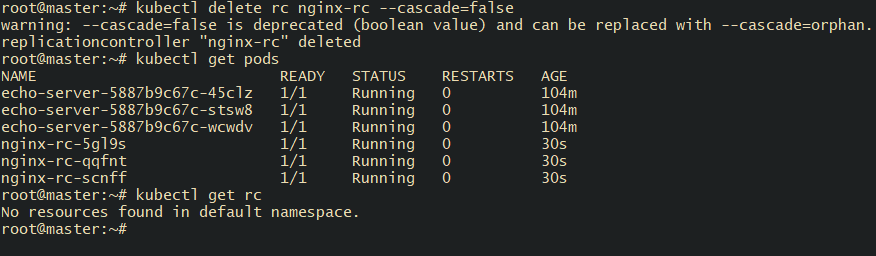 root@master:~# kubectl delete rc nginx-rc --cascade=false
warning: --cascade=false is deprecated (boolean value) and can be replaced with --cascade=orphan.
replicationcontroller "nginx-rc" deleted
root@master:~# kubectl get pods
NAME READY STATUS RESTARTS AGE
echo-server-5887b9c67c-45clz 1/1 Running 0 104m
echo-server-5887b9c67c-stsw8 1/1 Running 0 104m
echo-server-5887b9c67c-wcwdv 1/1 Running 0 104m
nginx-rc-5gl9s 1/1 Running 0 30s
nginx-rc-qqfnt 1/1 Running 0 30s
nginx-rc-scnff 1/1 Running 0 30s
root@master:~# kubectl get rc
No resources found in default namespace.
root@master:~#